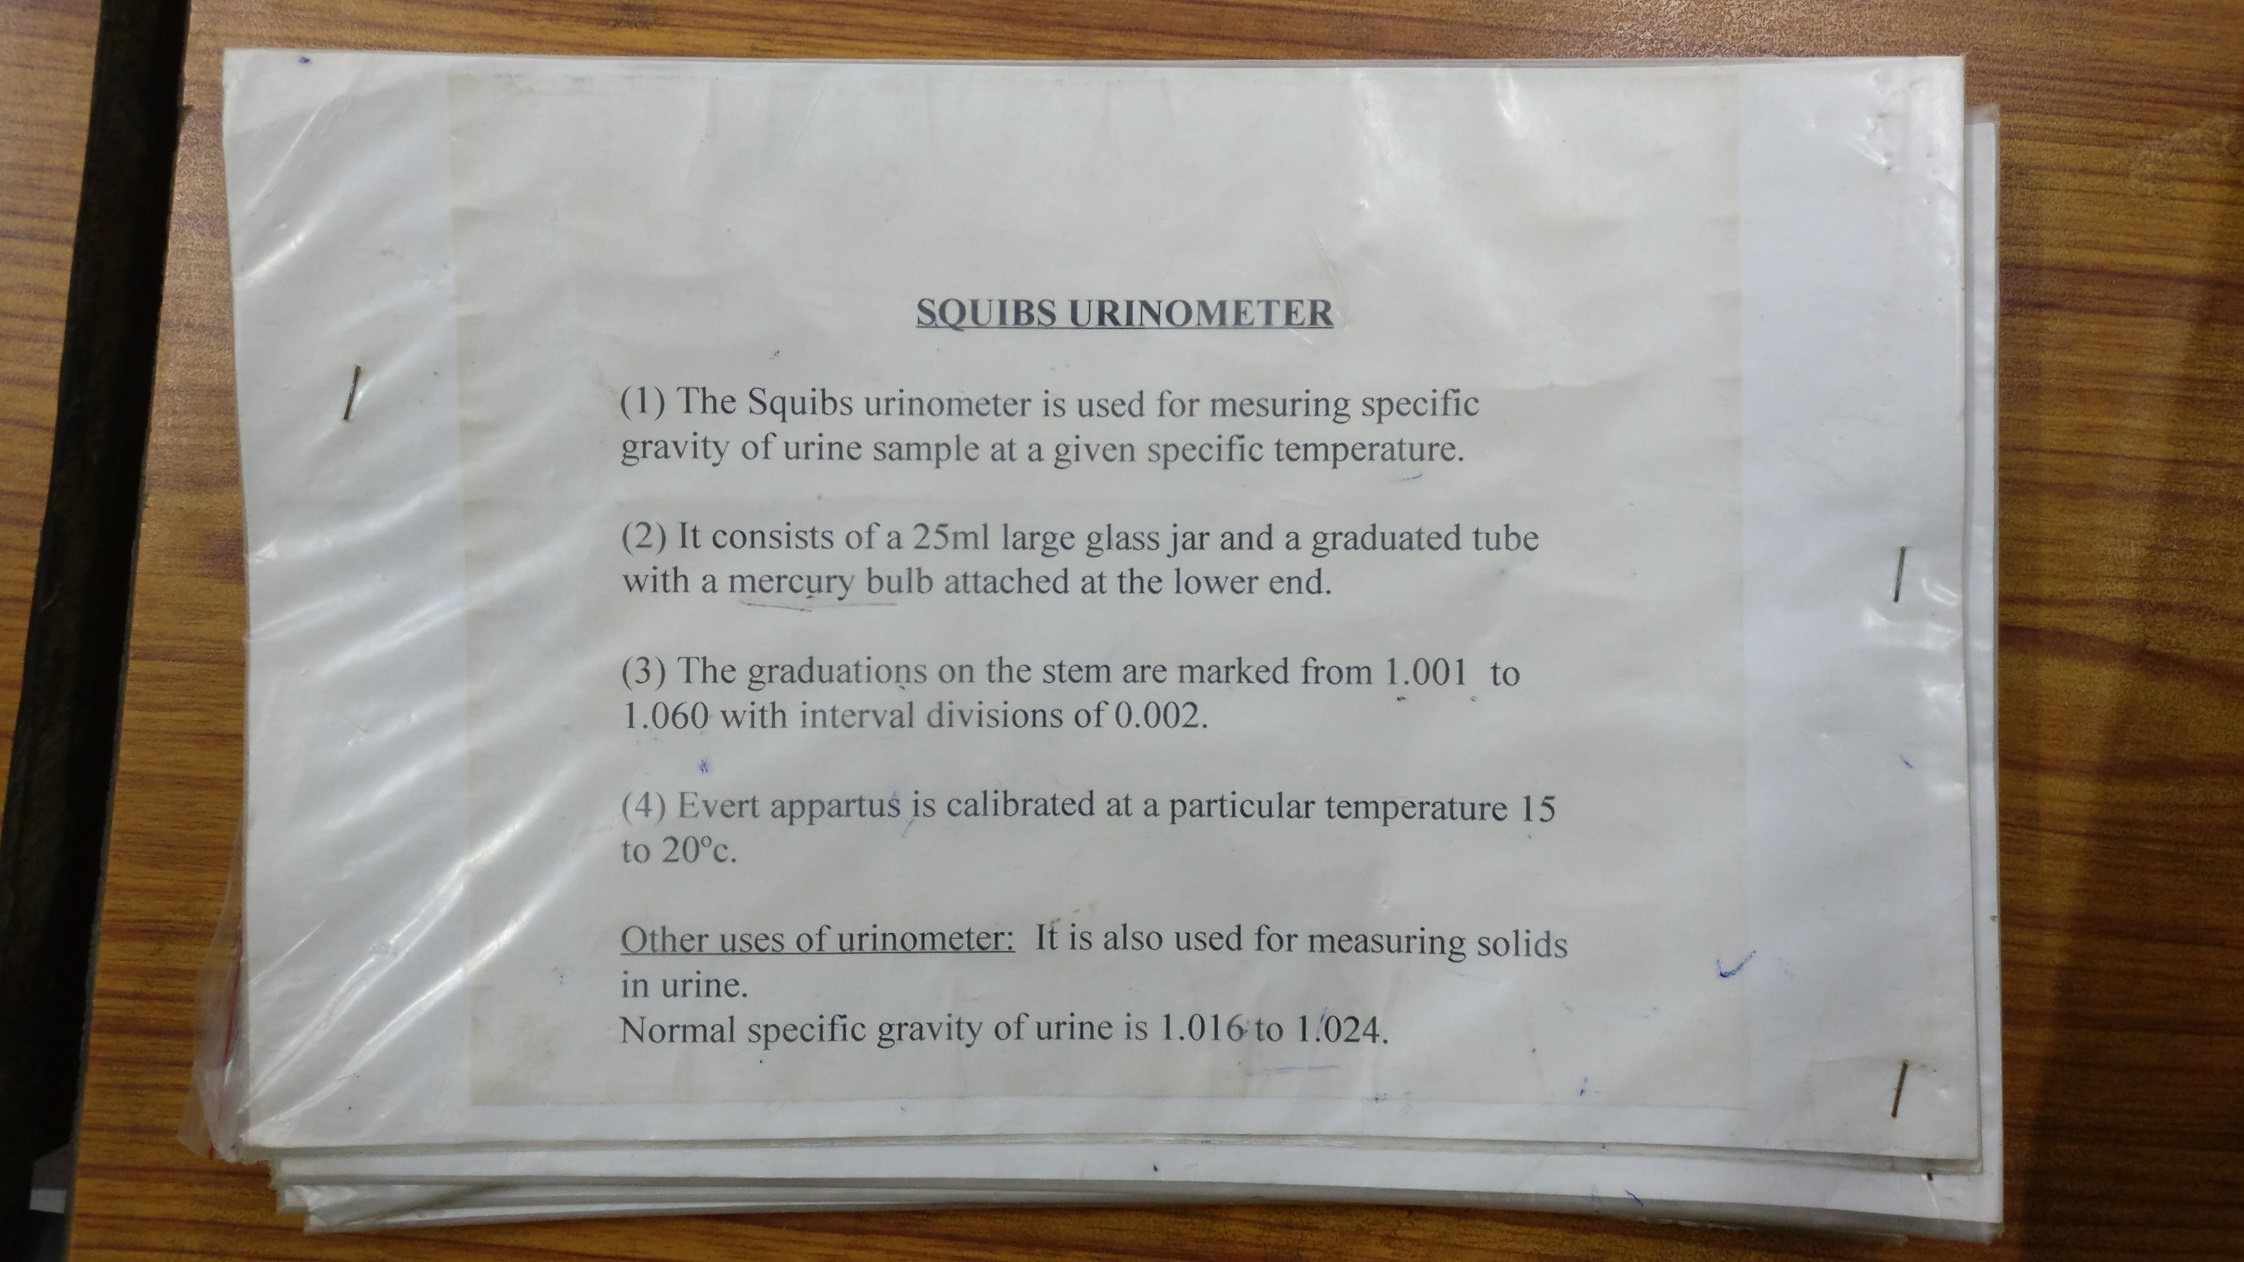 SQUIBS URINOMETER
(1) The Squibs urinometer is used for mesuring specific
gravity of urine sample at a given specific temperature.
(2) It consists of a 25ml large glass jar and a graduated tube
with a mercury bulb attached at the lower end.
(3) The graduations on the stem are marked from 1.001 to
1.060 with interval divisions of 0.002.
(4) Evert appartus is calibrated at a particular temperature 15
to 20ºc.
Other uses of urinometer: It is also used for measuring solids
in urine.
Normal specific gravity of urine is 1.016 to 1.024.